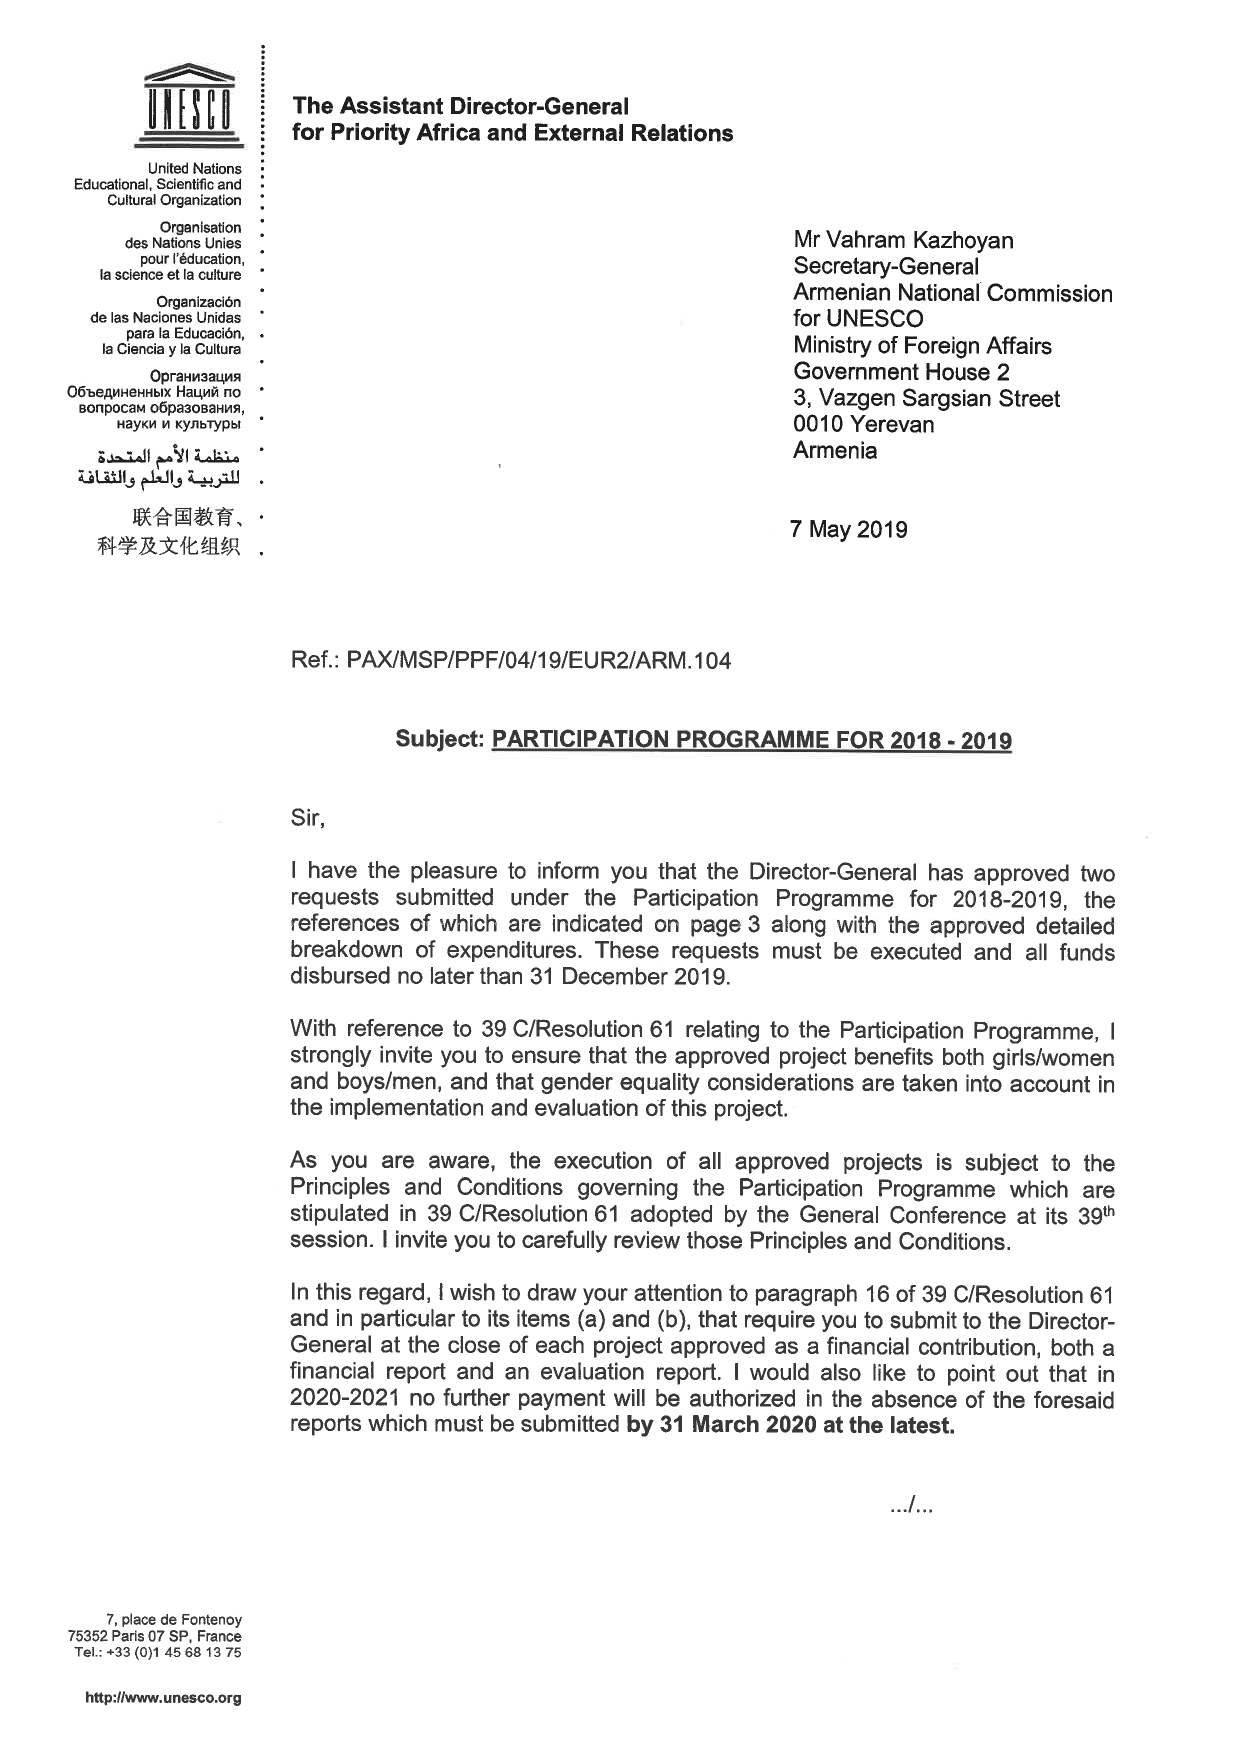 UNESCO
United Nations
Educational, Scientific and
Cultural Organization
Organisation
des Nations Unies
pour l'éducation,
la science et la culture
Organización
de las Naciones Unidas
para la Educación,
la Ciencia y la Cultura
Организация
Объединенных Наций по
вопросам образования,
науки и культуры
منظمة الأمم المتحدة
للتربية والعلم والثقافة
联合国教育、
科学及文化组织
The Assistant Director-General
for Priority Africa and External Relations
Mr Vahram Kazhoyan
Secretary-General
Armenian National Commission
for UNESCO
Ministry of Foreign Affairs
Government House 2
3, Vazgen Sargsian Street
0010 Yerevan
Armenia
7 May 2019
Ref.: PAX/MSP/PPF/04/19/EUR2/ARM.104
Subject: PARTICIPATION PROGRAMME FOR 2018 - 2019
Sir,
I have the pleasure to inform you that the Director-General has approved two
requests submitted under the Participation Programme for 2018-2019, the
references of which are indicated on page 3 along with the approved detailed
breakdown of expenditures. These requests must be executed and all funds
disbursed no later than 31 December 2019.
With reference to 39 C/Resolution 61 relating to the Participation Programme, I
strongly invite you to ensure that the approved project benefits both girls/women
and boys/men, and that gender equality considerations are taken into account in
the implementation and evaluation of this project.
As you are aware, the execution of all approved projects is subject to the
Principles and Conditions governing the Participation Programme which are
stipulated in 39 C/Resolution 61 adopted by the General Conference at its 39th
session. I invite you to carefully review those Principles and Conditions.
In this regard, I wish to draw your attention to paragraph 16 of 39 C/Resolution 61
and in particular to its items (a) and (b), that require you to submit to the Director-
General at the close of each project approved as a financial contribution, both a
financial report and an evaluation report. I would also like to point out that in
2020-2021 no further payment will be authorized in the absence of the foresaid
reports which must be submitted by 31 March 2020 at the latest.
.../...
7, place de Fontenoy
75352 Paris 07 SP, France
Tel.: +33 (0)1 45 68 13 75
http://www.unesco.org